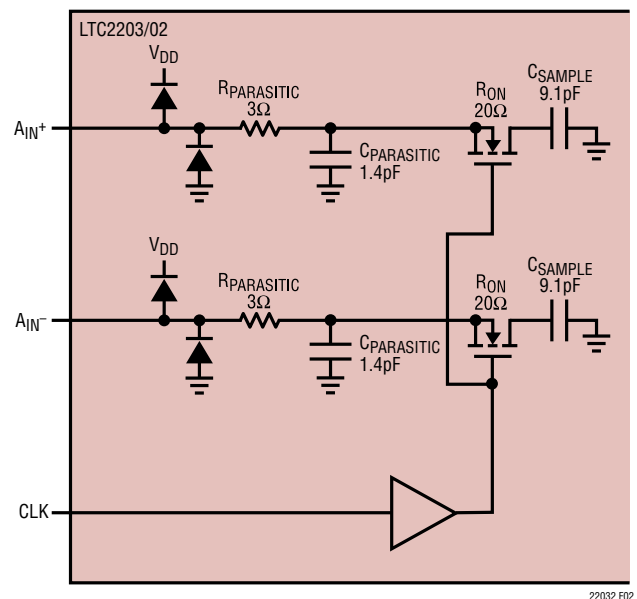 LTC2203/02
VDD
RPARASITIC
3Ω
RON
20Ω
CSAMPLE
9.1pF
AIN+
CPARASITIC
1.4pF
VDD
RPARASITIC
3Ω
RON
20Ω
CSAMPLE
9.1pF
AIN–
CPARASITIC
1.4pF
CLK
22032 F02